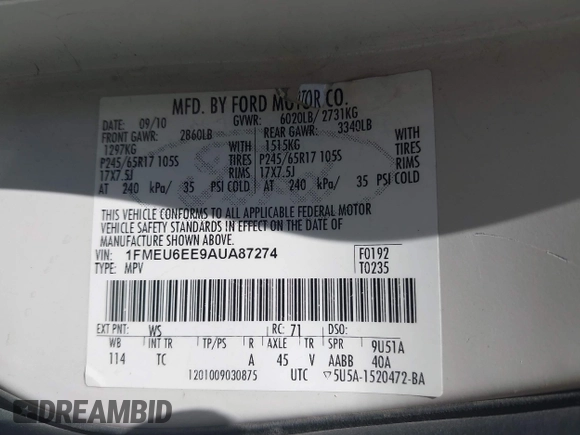 MFD. BY FORD MOTOR CO.
DATE: 09/10 GVWR: 6020LB/ 2731KG
FRONT GAWR: 2860LB REAR GAWR: 3340LB
1297KG 1515KG
P245/65R17 105S TIRES P245/65R17 105S TIRES
17X7.5J RIMS 17X7.5J RIMS
AT 240 kPa/ 35 PSI COLD AT 240 kPa/ 35 PSI COLD
THIS VEHICLE CONFORMS TO ALL APPLICABLE FEDERAL MOTOR
VEHICLE SAFETY STANDARDS IN EFFECT ON THE DATE OF
MANUFACTURE SHOWN ABOVE.
VIN: 1FMEU6EE9AUA87274 F0192
TYPE: MPV T0235
EXT PNT: WS RC: 71 DSO:
WB INT TR TP/PS R AXLE TR SPR 9U51A
114 TC A 45 V AABB 40A
1201009030875 UTC ▽5U5A-1520472-BA
DREAMBID